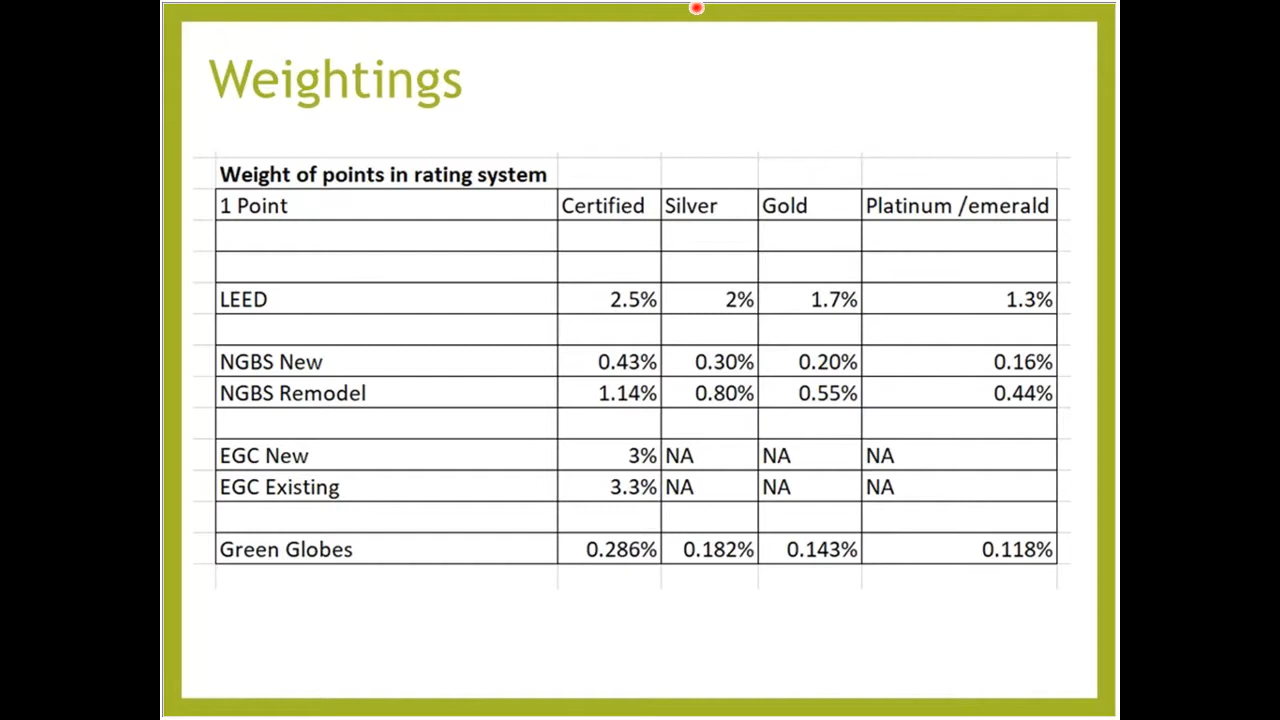 Weightings
Weight of points in rating system
1 Point Certified Silver Gold Platinum /emerald
LEED 2.5% 2% 1.7% 1.3%
NGBS New 0.43% 0.30% 0.20% 0.16%
NGBS Remodel 1.14% 0.80% 0.55% 0.44%
EGC New 3% NA NA NA
EGC Existing 3.3% NA NA NA
Green Globes 0.286% 0.182% 0.143% 0.118%